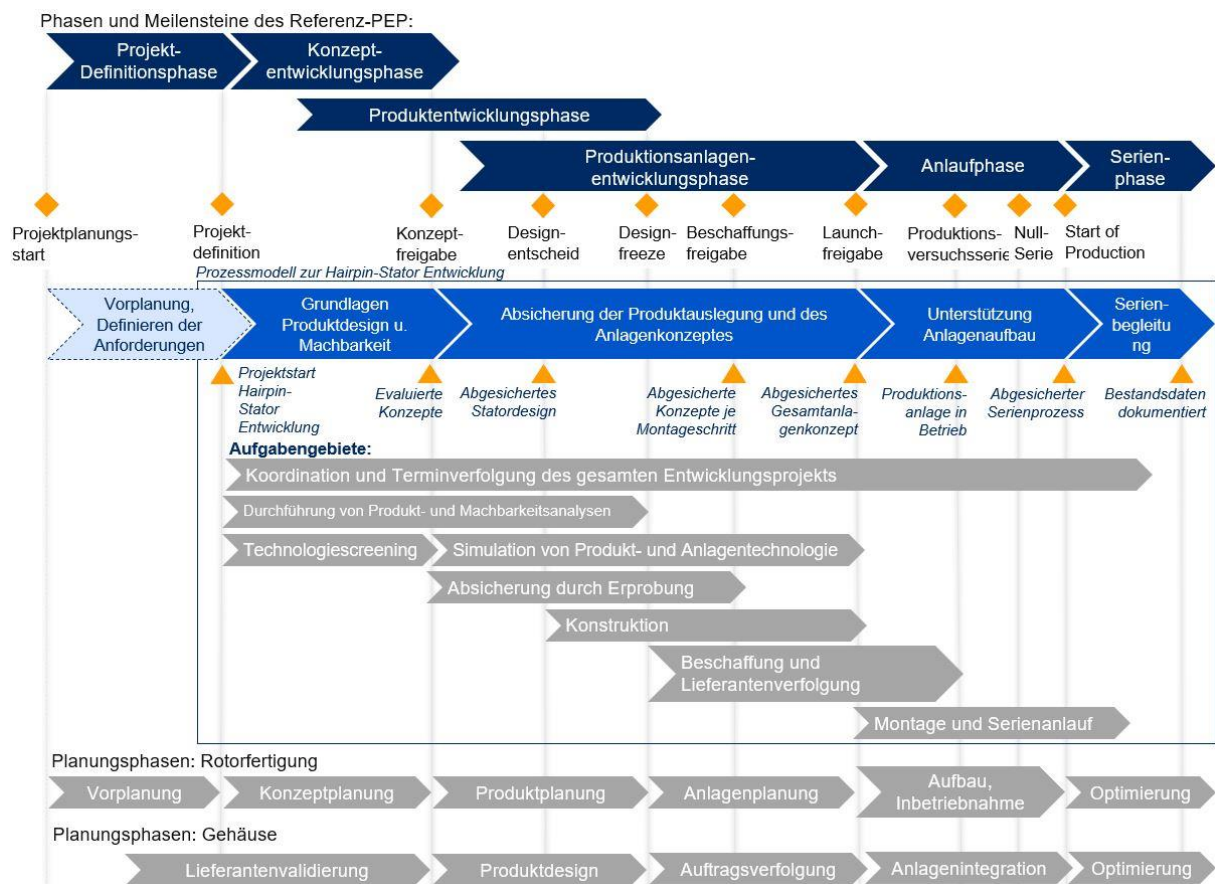 Phasen und Meilensteine des Referenz-PEP:
Projekt-
Definitionsphase
Konzept-
entwicklungsphase
Produktentwicklungsphase
Produktionsanlagen-
entwicklungsphase
Anlaufphase
Serien-
phase
Projektplanungs-
start
Projekt-
definition
Konzept-
freigabe
Design-
entscheid
Design-
freeze
Beschaffungs-
freigabe
Launch-
freigabe
Produktions-
versuchsserie
Null-
Serie
Start of
Production
Prozessmodell zur Hairpin-Stator Entwicklung
Vorplanung,
Definieren der
Anforderungen
Grundlagen
Produktdesign u.
Machbarkeit
Absicherung der Produktauslegung und des
Anlagenkonzeptes
Unterstützung
Anlagenaufbau
Serien-
begleitu
ng
Projektstart
Hairpin-
Stator
Entwicklung
Evaluierte
Konzepte
Abgesichertes
Statordesign
Abgesicherte
Konzepte je
Montageschritt
Abgesichertes
Gesamtanla-
genkonzept
Produktions-
anlage in
Betrieb
Abgesicherter
Serienprozess
Bestandsdaten
dokumentiert
Aufgabengebiete:
Koordination und Terminverfolgung des gesamten Entwicklungsprojekts
Durchführung von Produkt- und Machbarkeitsanalysen
Technologiescreening
Simulation von Produkt- und Anlagentechnologie
Absicherung durch Erprobung
Konstruktion
Beschaffung und
Lieferantenverfolgung
Montage und Serienanlauf
Planungsphasen: Rotorfertigung
Vorplanung
Konzeptplanung
Produktplanung
Anlagenplanung
Aufbau,
Inbetriebnahme
Optimierung
Planungsphasen: Gehäuse
Lieferantenvalidierung
Produktdesign
Auftragsverfolgung
Anlagenintegration
Optimierung